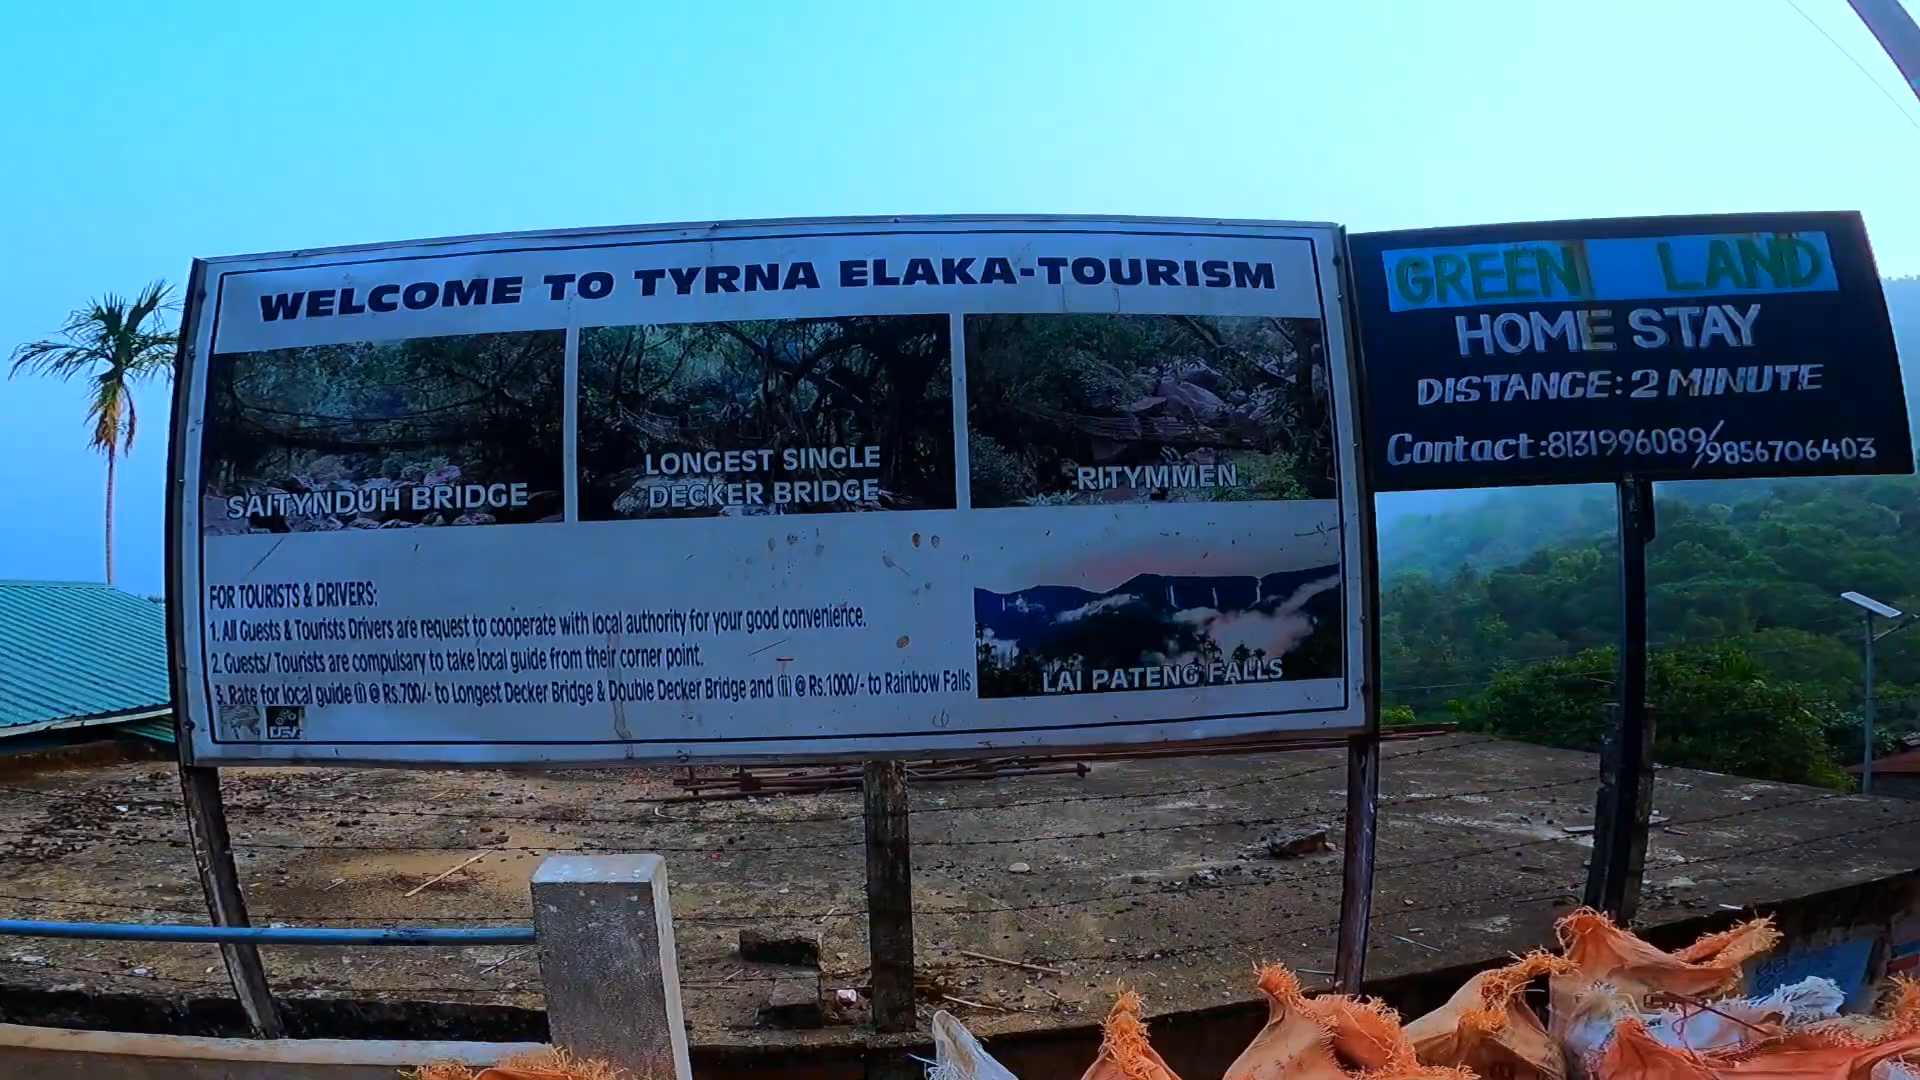 WELCOME TO TYRNA ELAKA-TOURISM
SAITYNDUH BRIDGE
LONGEST SINGLE
DECKER BRIDGE
RITYMMEN
FOR TOURISTS & DRIVERS:
1. All Guests & Tourists Drivers are request to cooperate with local authority for your good convenience.
2. Guests/ Tourists are compulsary to take local guide from their corner point.
3. Rate for local guide (i) @ Rs.700/- to Longest Decker Bridge & Double Decker Bridge and (ii) @ Rs.1000/- to Rainbow Falls
LAI PATENG FALLS
GREEN LAND
HOME STAY
DISTANCE: 2 MINUTE
Contact:8131996089/9856706403